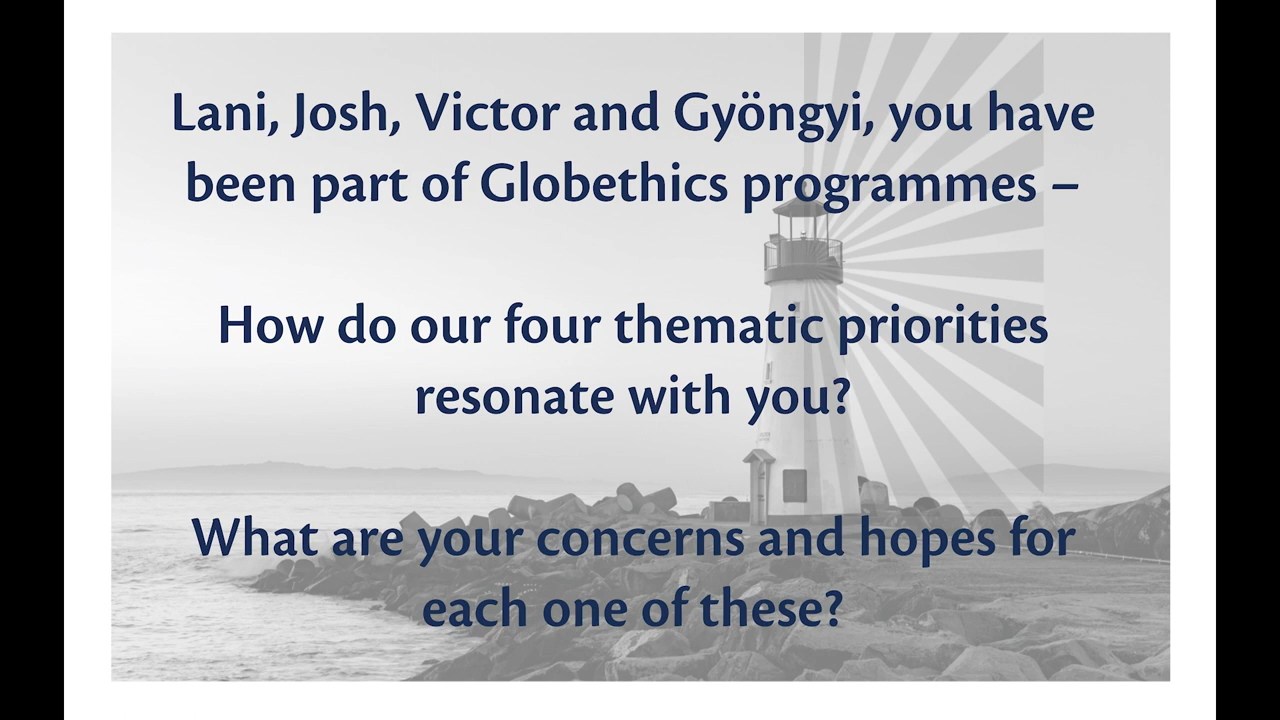 Lani, Josh, Victor and Gyöngyi, you have
been part of Globethics programmes –
How do our four thematic priorities
resonate with you?
What are your concerns and hopes for
each one of these?